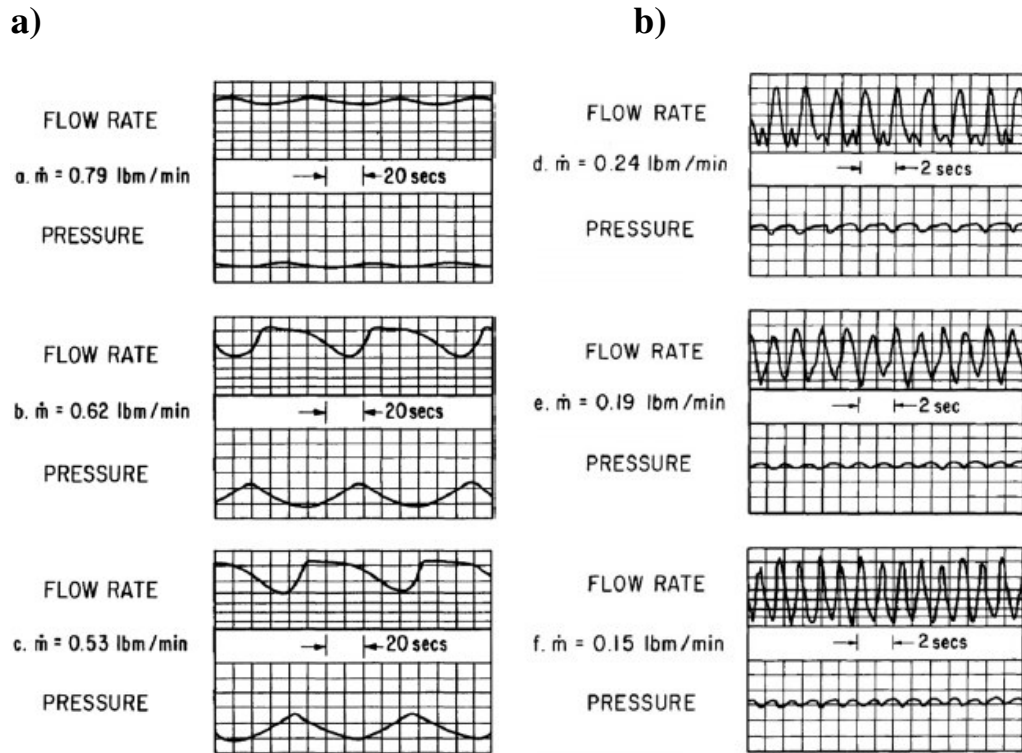 a)
FLOW RATE
a. ṁ = 0.79 lbm/min
20 secs
PRESSURE
FLOW RATE
b. ṁ = 0.62 lbm/min
20 secs
PRESSURE
FLOW RATE
c. ṁ = 0.53 lbm/min
20 secs
PRESSURE
b)
FLOW RATE
d. ṁ = 0.24 lbm/min
2 secs
PRESSURE
FLOW RATE
e. ṁ = 0.19 lbm/min
2 sec
PRESSURE
FLOW RATE
f. ṁ = 0.15 lbm/min
2 secs
PRESSURE